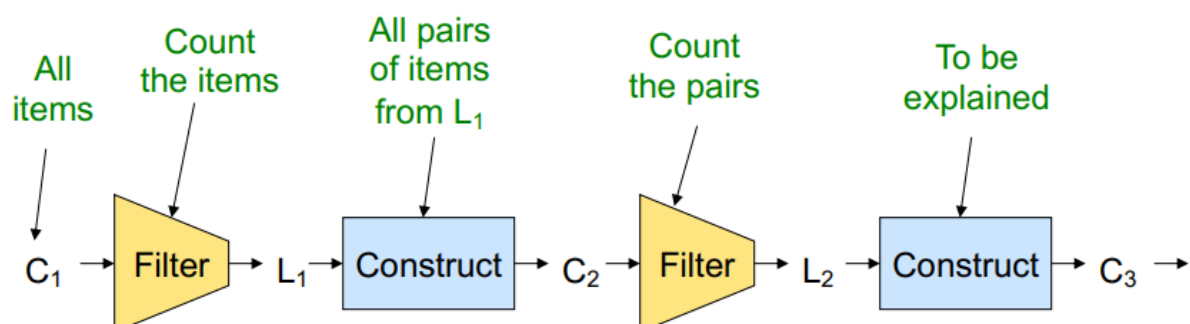 All
items
Count
the items
All pairs
of items
from L₁
Count
the pairs
To be
explained
C₁
Filter
L₁
Construct
C₂
Filter
L₂
Construct
C₃